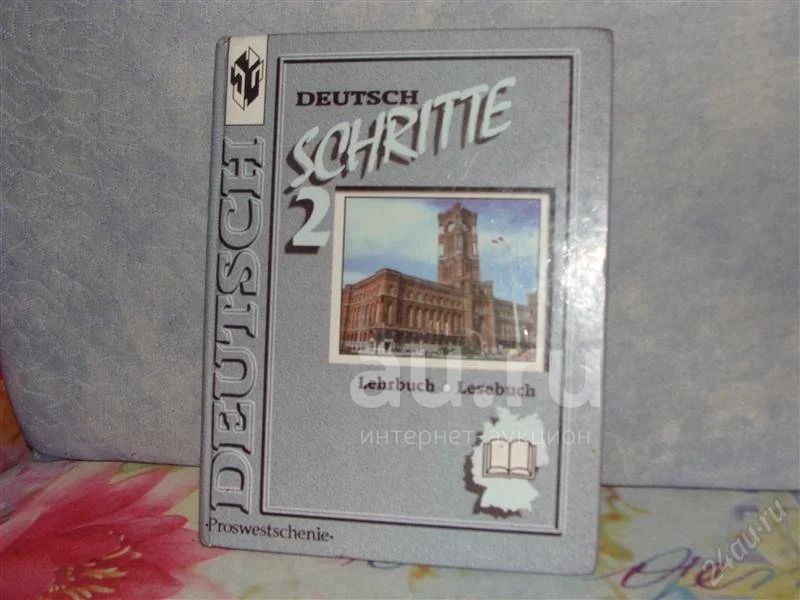 DEUTSCH
DEUTSCH
SCHRITTE
2
Lehrbuch • Lesebuch
·Proswestschenie·
au.ru
интернет-аукцион
24au.ru